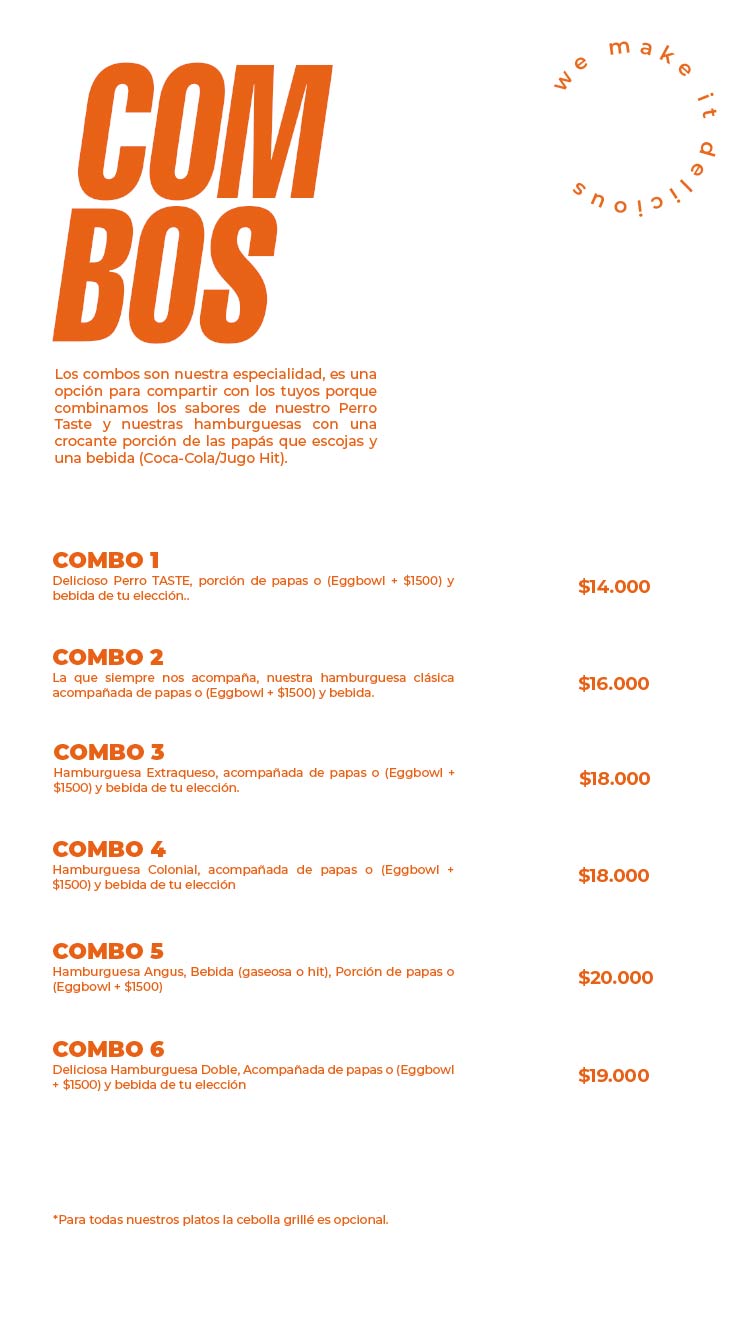 COM
BOS
we make it delicious
Los combos son nuestra especialidad, es una
opción para compartir con los tuyos porque
combinamos los sabores de nuestro Perro
Taste y nuestras hamburguesas con una
crocante porción de las papás que escojas y
una bebida (Coca-Cola/Jugo Hit).
COMBO 1
Delicioso Perro TASTE, porción de papas o (Eggbowl + $1500) y
bebida de tu elección..
$14.000
COMBO 2
La que siempre nos acompaña, nuestra hamburguesa clásica
acompañada de papas o (Eggbowl + $1500) y bebida.
$16.000
COMBO 3
Hamburguesa Extraqueso, acompañada de papas o (Eggbowl +
$1500) y bebida de tu elección.
$18.000
COMBO 4
Hamburguesa Colonial, acompañada de papas o (Eggbowl +
$1500) y bebida de tu elección
$18.000
COMBO 5
Hamburguesa Angus, Bebida (gaseosa o hit), Porción de papas o
(Eggbowl + $1500)
$20.000
COMBO 6
Deliciosa Hamburguesa Doble, Acompañada de papas o (Eggbowl
+ $1500) y bebida de tu elección
$19.000
*Para todas nuestros platos la cebolla grillé es opcional.